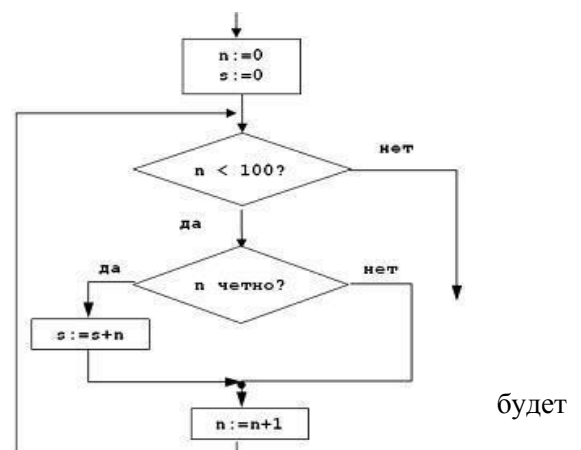 n:=0
s:=0
нет
n < 100?
да
да
нет
n четно?
s:=s+n
будет
n:=n+1